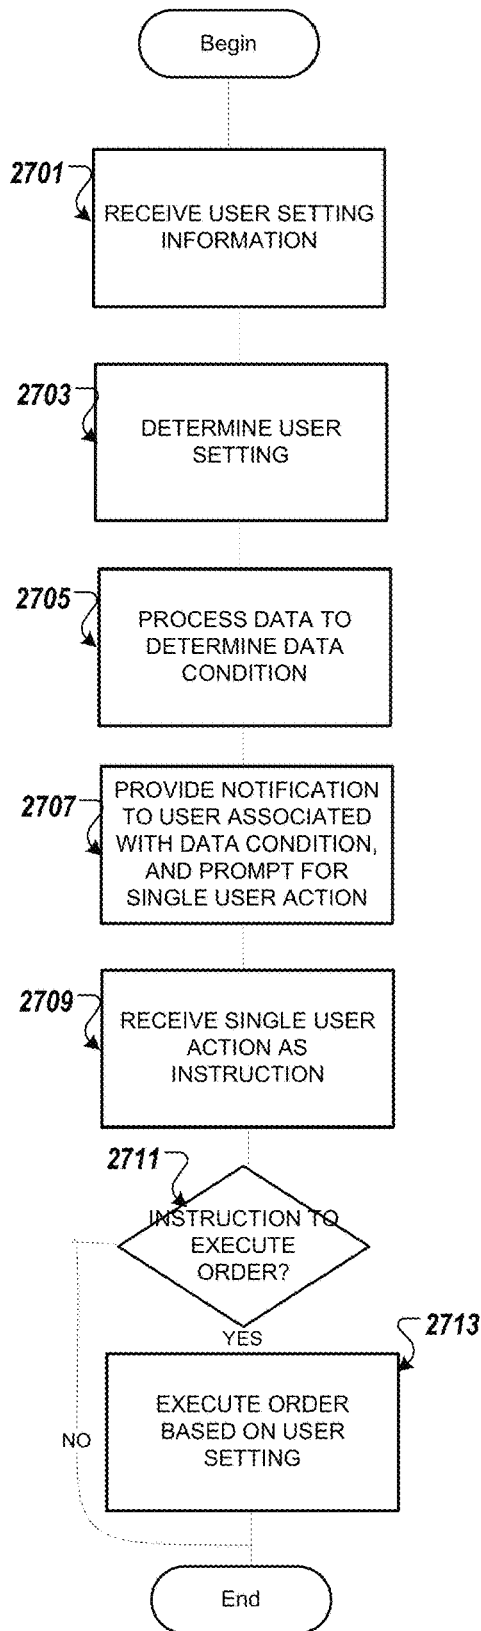 Begin
2701
RECEIVE USER SETTING
INFORMATION
2703
DETERMINE USER
SETTING
2705
PROCESS DATA TO
DETERMINE DATA
CONDITION
2707
PROVIDE NOTIFICATION
TO USER ASSOCIATED
WITH DATA CONDITION,
AND PROMPT FOR
SINGLE USER ACTION
2709
RECEIVE SINGLE USER
ACTION AS
INSTRUCTION
2711
INSTRUCTION TO
EXECUTE
ORDER?
YES
2713
EXECUTE ORDER
BASED ON USER
SETTING
NO
End